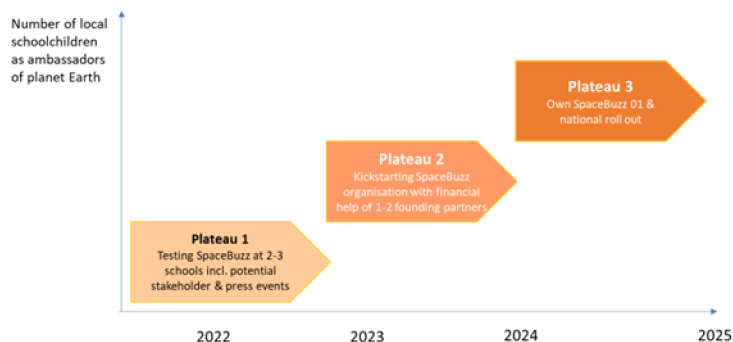 Number of local
schoolchildren
as ambassadors
of planet Earth
Plateau 3
Own SpaceBuzz 01 &
national roll out
Plateau 2
Kickstarting SpaceBuzz
organisation with financial
help of 1-2 founding partners
Plateau 1
Testing SpaceBuzz at 2-3
schools incl. potential
stakeholder & press events
2022
2023
2024
2025